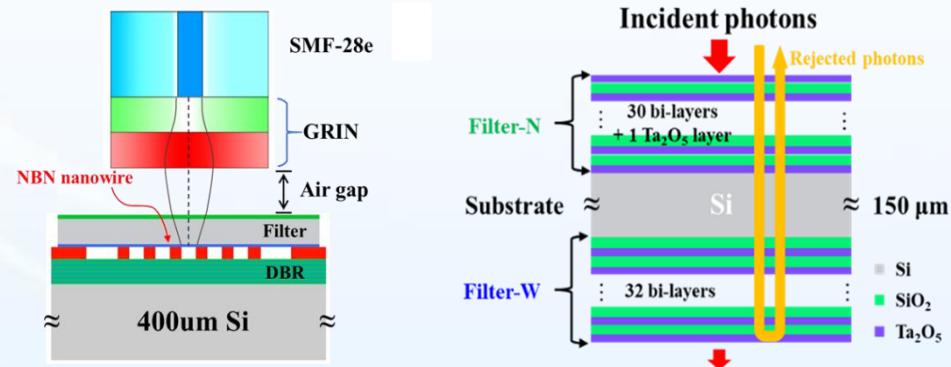 SMF-28e
GRIN
NBN nanowire
Air gap
Filter
DBR
≈ 400um Si ≈
Incident photons
Rejected photons
Filter-N
30 bi-layers
+ 1 Ta₂O₅ layer
Substrate ≈ Si ≈ 150 μm
Filter-W
32 bi-layers
Si
SiO₂
Ta₂O₅